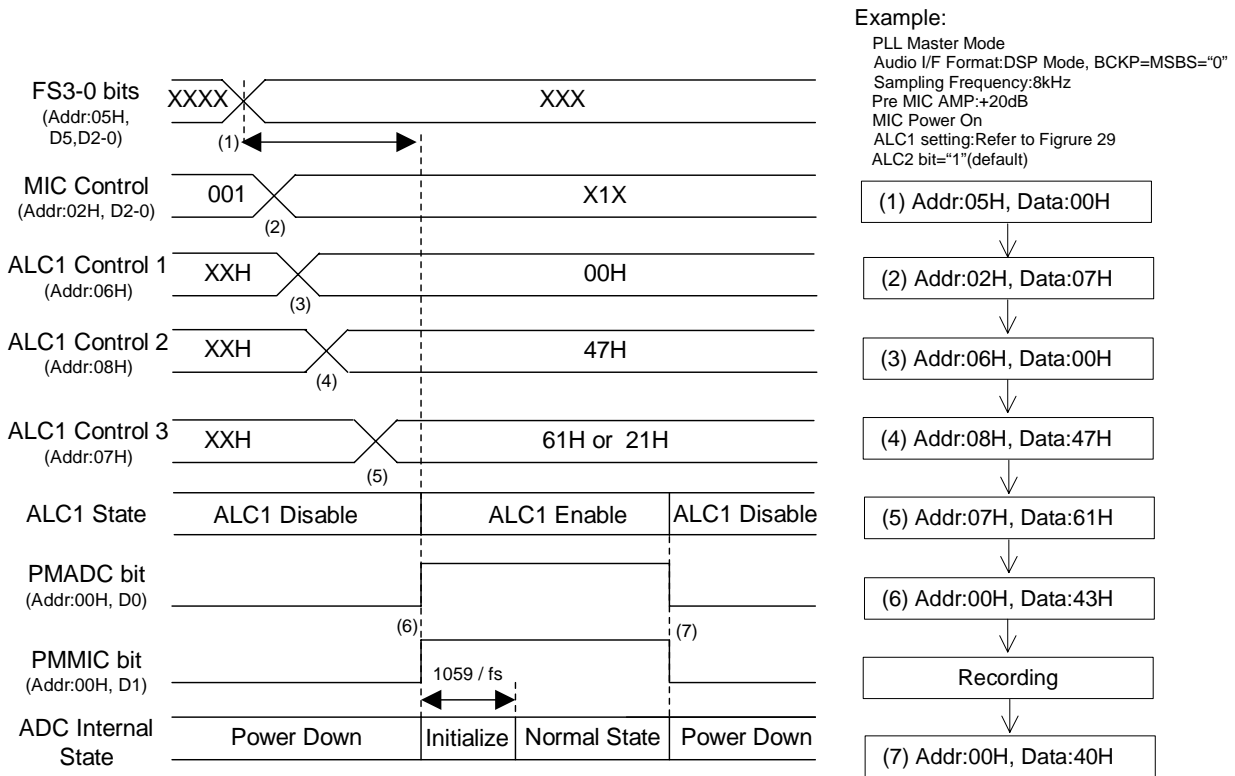 Example:
PLL Master Mode
Audio I/F Format:DSP Mode, BCKP=MSBS=“0”
Sampling Frequency:8kHz
Pre MIC AMP:+20dB
MIC Power On
ALC1 setting:Refer to Figrure 29
ALC2 bit=“1”(default)
FS3-0 bits
(Addr:05H,
D5,D2-0)
XXXX
XXX
(1)
MIC Control
(Addr:02H, D2-0)
001
X1X
(2)
ALC1 Control 1
(Addr:06H)
XXH
00H
(3)
ALC1 Control 2
(Addr:08H)
XXH
47H
(4)
ALC1 Control 3
(Addr:07H)
XXH
61H or 21H
(5)
ALC1 State
ALC1 Disable
ALC1 Enable
ALC1 Disable
PMADC bit
(Addr:00H, D0)
(6)
(7)
PMMIC bit
(Addr:00H, D1)
1059 / fs
ADC Internal
State
Power Down
Initialize
Normal State
Power Down
(1) Addr:05H, Data:00H
(2) Addr:02H, Data:07H
(3) Addr:06H, Data:00H
(4) Addr:08H, Data:47H
(5) Addr:07H, Data:61H
(6) Addr:00H, Data:43H
Recording
(7) Addr:00H, Data:40H